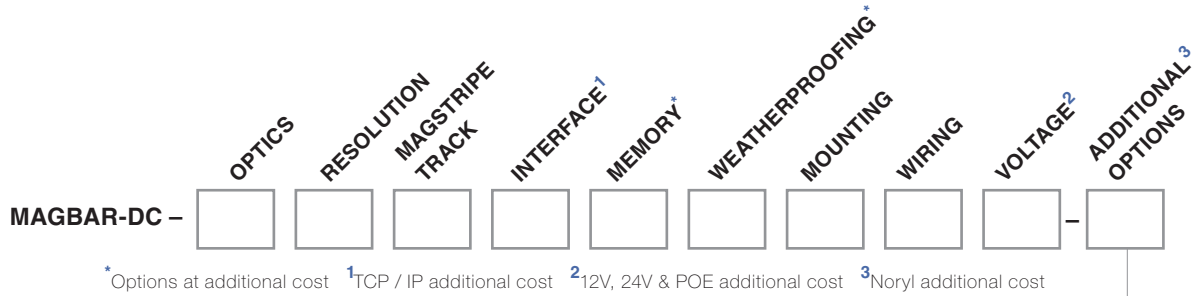 OPTICS
RESOLUTION
MAGSTRIPE
TRACK
INTERFACE1
MEMORY*
WEATHERPROOFING*
MOUNTING
WIRING
VOLTAGE2
ADDITIONAL3
OPTIONS
MAGBAR-DC – –
*Options at additional cost 1TCP / IP additional cost 212V, 24V & POE additional cost 3Noryl additional cost